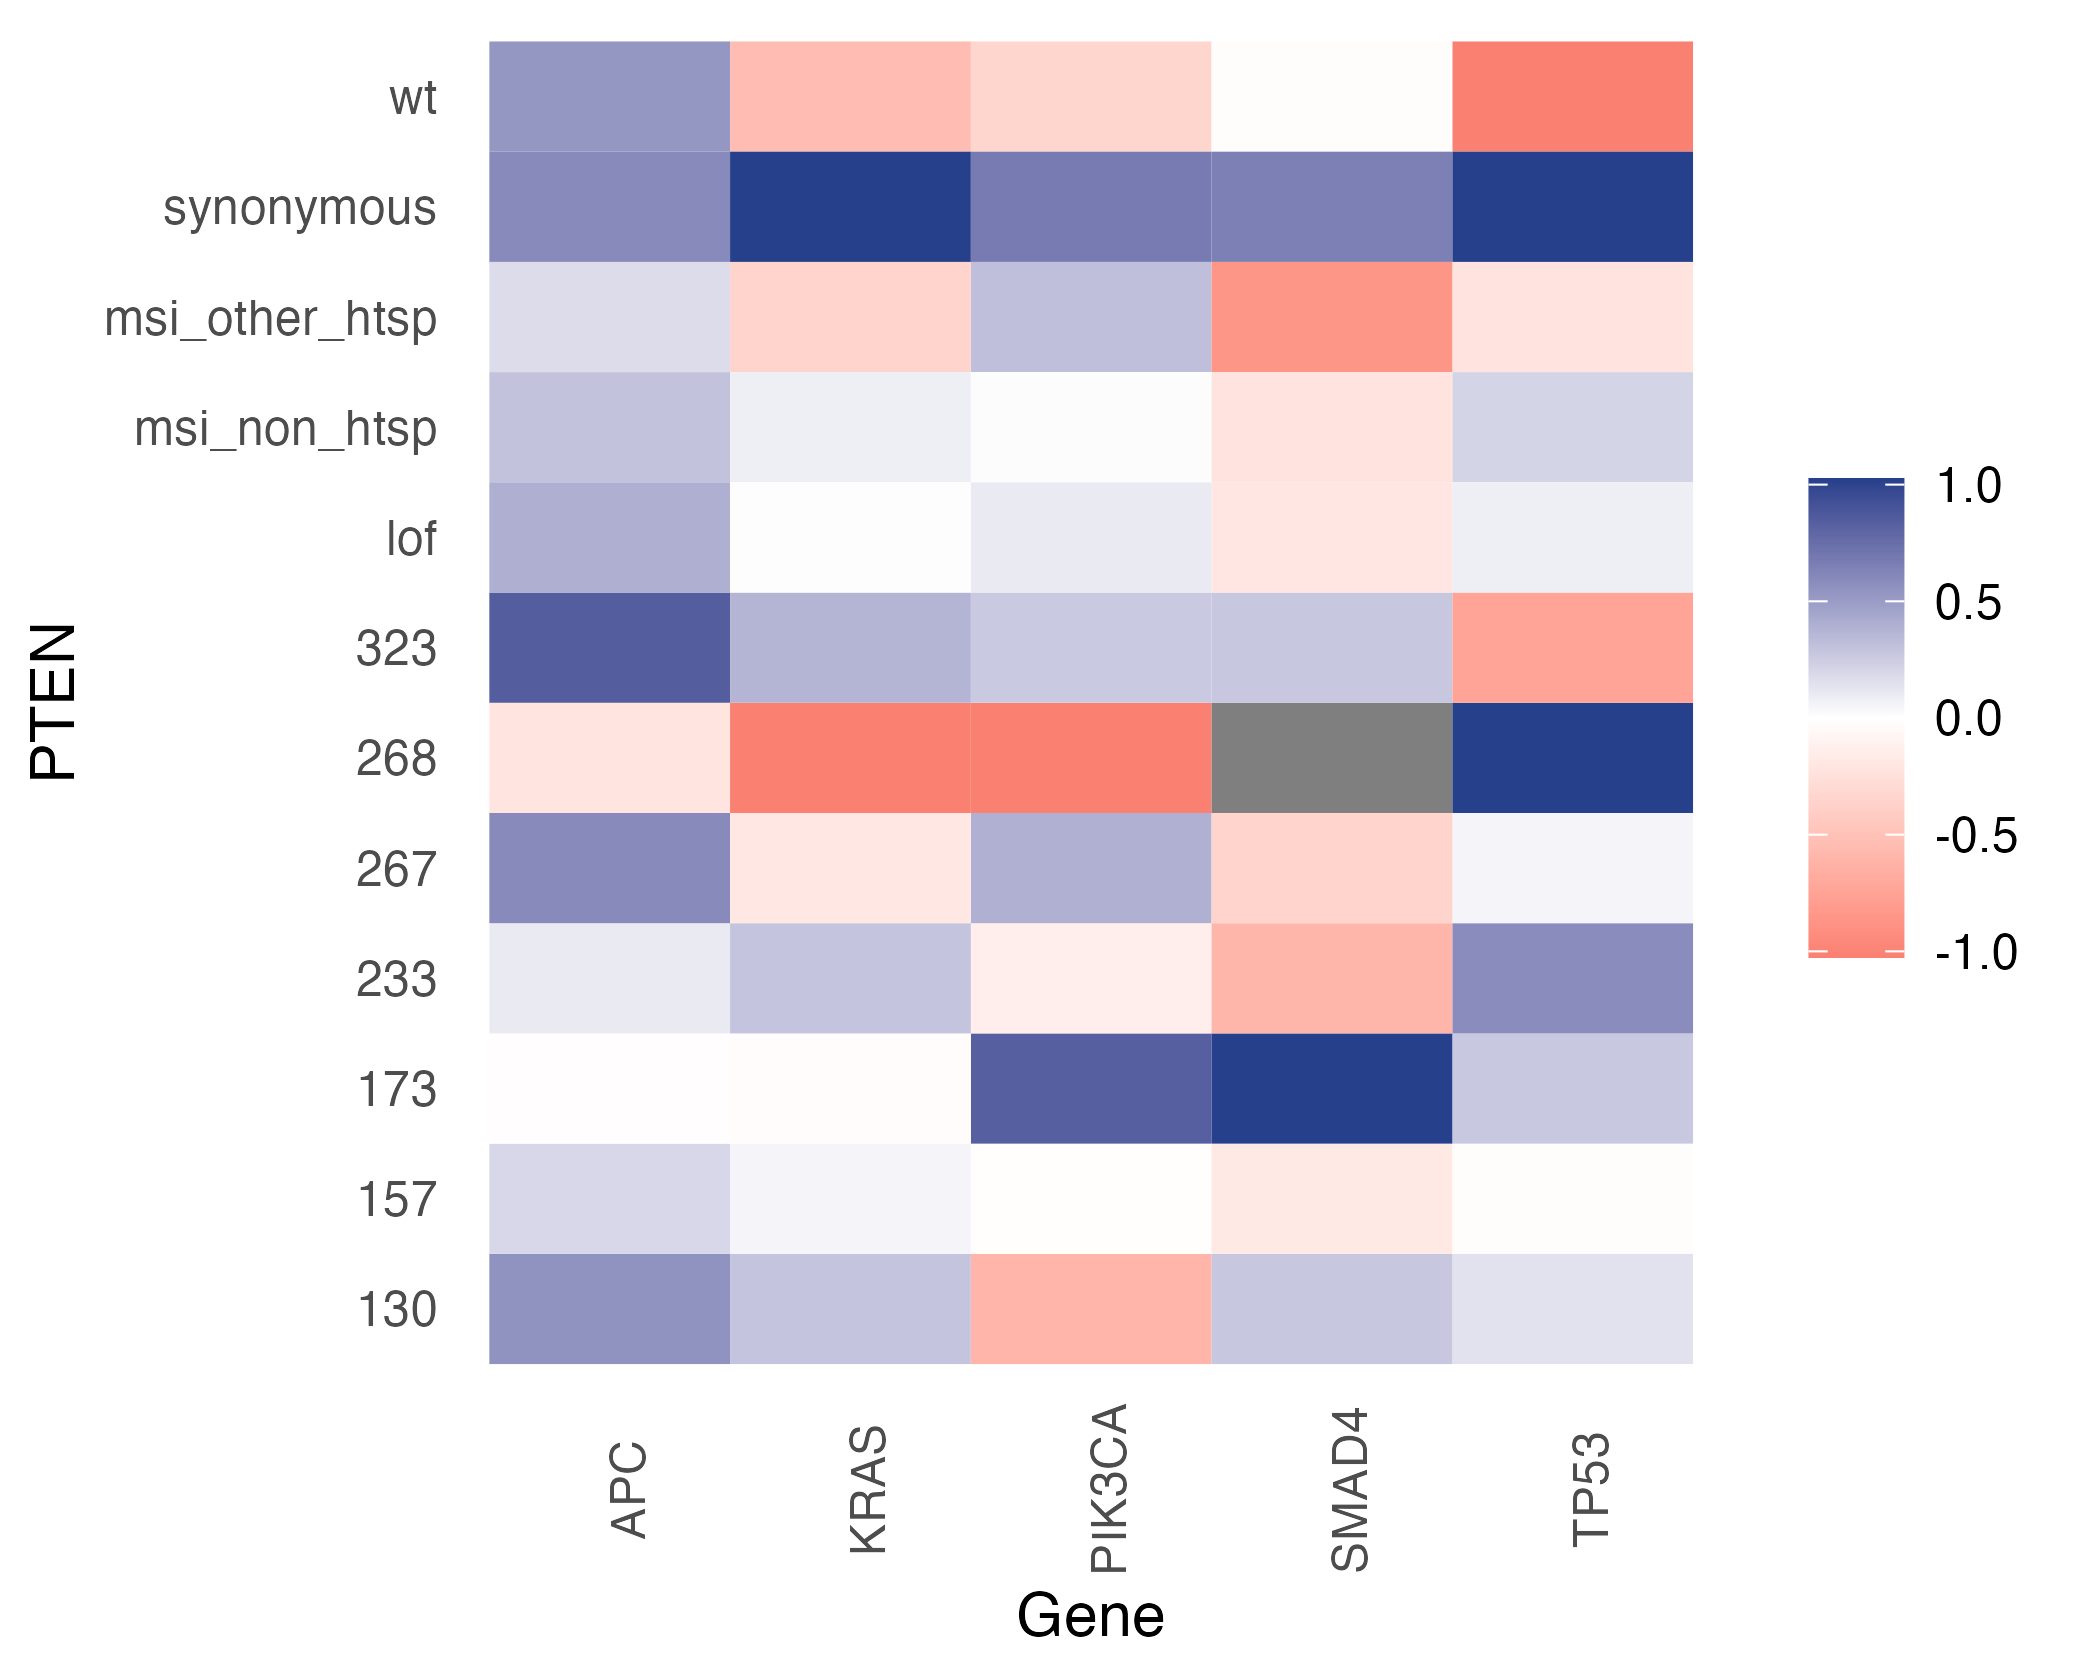 wt
synonymous
msi_other_htsp
msi_non_htsp
lof
323
268
267
233
173
157
130
PTEN
APC
KRAS
PIK3CA
SMAD4
TP53
Gene
1.0
0.5
0.0
-0.5
-1.0